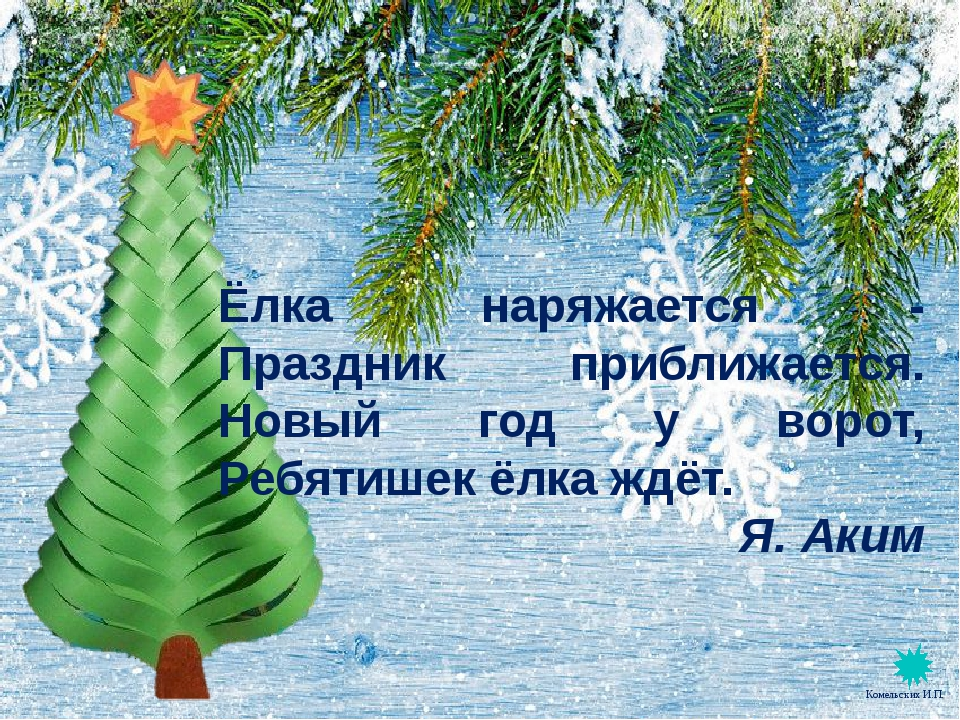 Ёлка наряжается -
Праздник приближается.
Новый год у ворот,
Ребятишек ёлка ждёт.
Я. Аким
Комельских И.П.